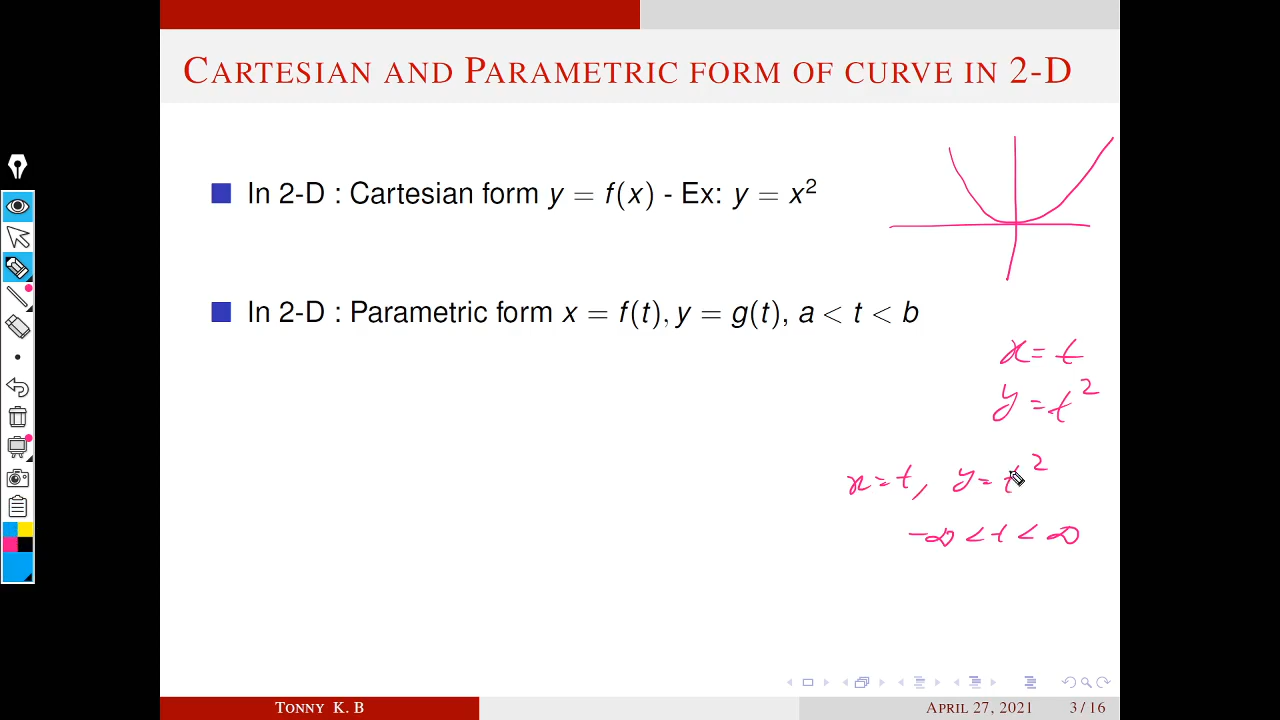 CARTESIAN AND PARAMETRIC FORM OF CURVE IN 2-D
In 2-D : Cartesian form y = f(x) - Ex: y = x²
In 2-D : Parametric form x = f(t), y = g(t), a < t < b
x = t
y = t²
x = t, y = t²
-∞ < t < ∞
TONNY K. B APRIL 27, 2021 3 / 16